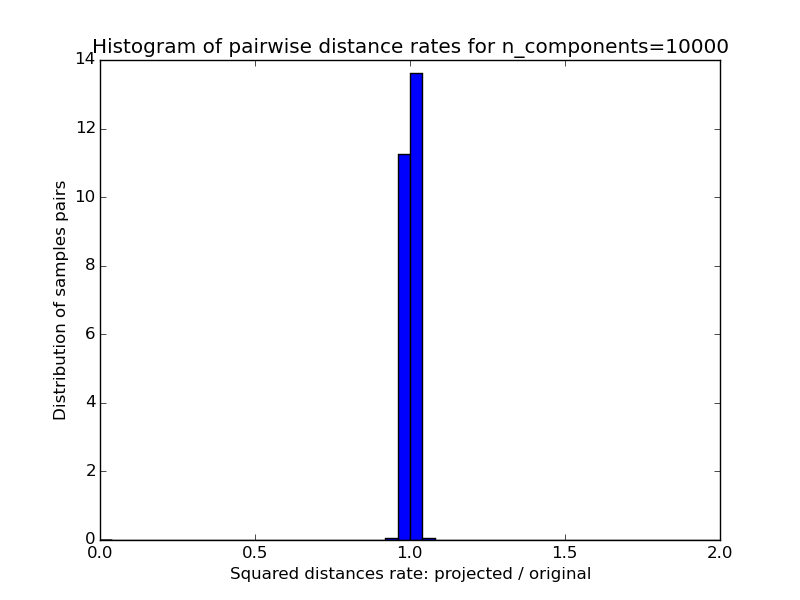 Histogram of pairwise distance rates for n_components=10000
14
12
10
8
6
4
2
0
Distribution of samples pairs
0.0 0.5 1.0 1.5 2.0
Squared distances rate: projected / original